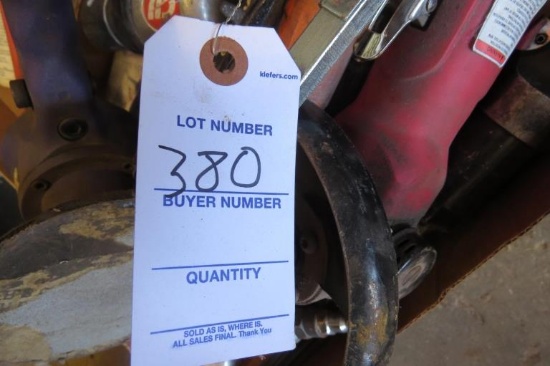 kiefers.com
LOT NUMBER
380
BUYER NUMBER
QUANTITY
SOLD AS IS, WHERE IS.
ALL SALES FINAL. Thank You